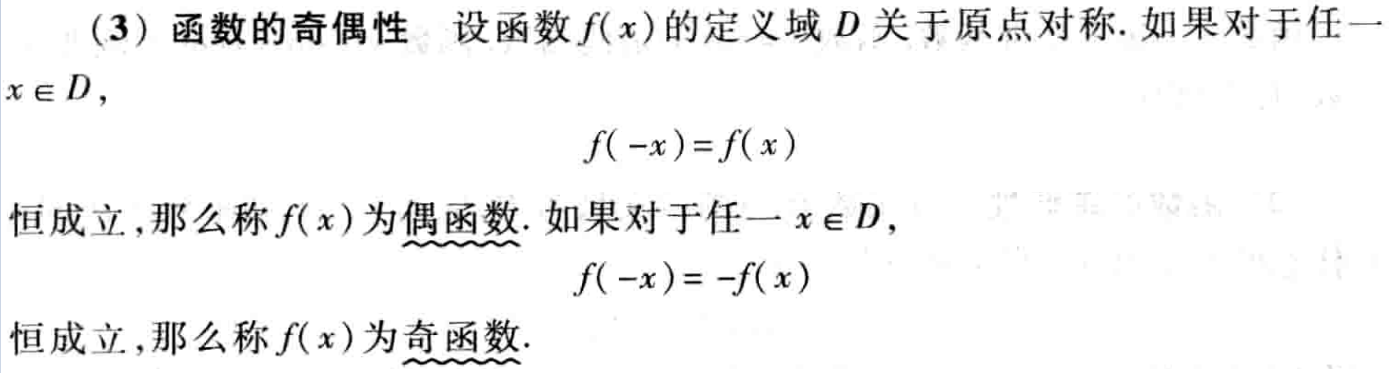 (3) 函数的奇偶性 设函数 f(x)的定义域 D 关于原点对称. 如果对于任一
x∈D,
f(-x)=f(x)
恒成立,那么称 f(x)为偶函数. 如果对于任一 x∈D,
f(-x)=-f(x)
恒成立,那么称 f(x)为奇函数.